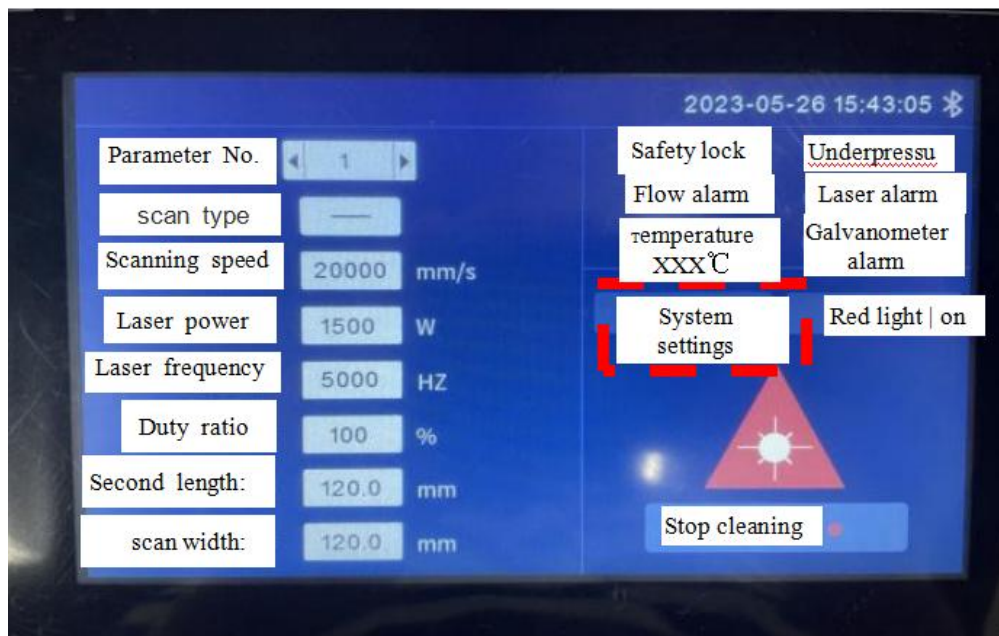 2023-05-26 15:43:05
Parameter No.
1
scan type
Scanning speed
20000 mm/s
Laser power
1500 W
Laser frequency
5000 HZ
Duty ratio
100 %
Second length:
120.0 mm
scan width:
120.0 mm
Safety lock
Underpressu
Flow alarm
Laser alarm
Temperature
XXX℃
Galvanometer
alarm
System
settings
Red light | on
Stop cleaning